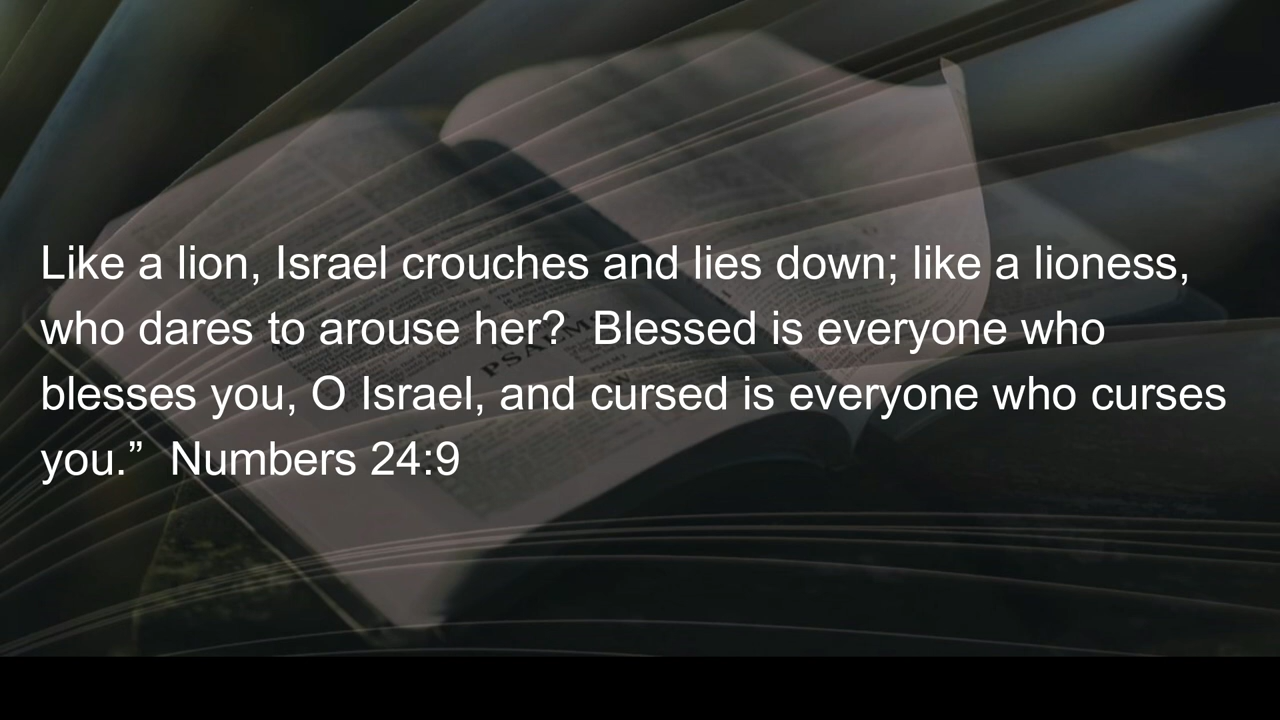 Like a lion, Israel crouches and lies down; like a lioness,
who dares to arouse her?  Blessed is everyone who
blesses you, O Israel, and cursed is everyone who curses
you.”  Numbers 24:9
PSALMS